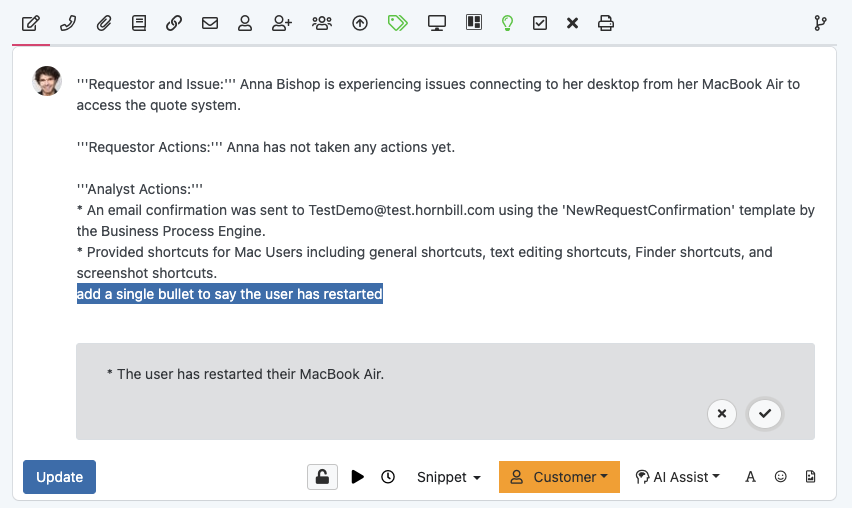 '''Requestor and Issue:''' Anna Bishop is experiencing issues connecting to her desktop from her MacBook Air to
access the quote system.
'''Requestor Actions:''' Anna has not taken any actions yet.
'''Analyst Actions:'''
* An email confirmation was sent to TestDemo@test.hornbill.com using the 'NewRequestConfirmation' template by
the Business Process Engine.
* Provided shortcuts for Mac Users including general shortcuts, text editing shortcuts, Finder shortcuts, and
screenshot shortcuts.
add a single bullet to say the user has restarted
* The user has restarted their MacBook Air.
Update Snippet Customer AI Assist A